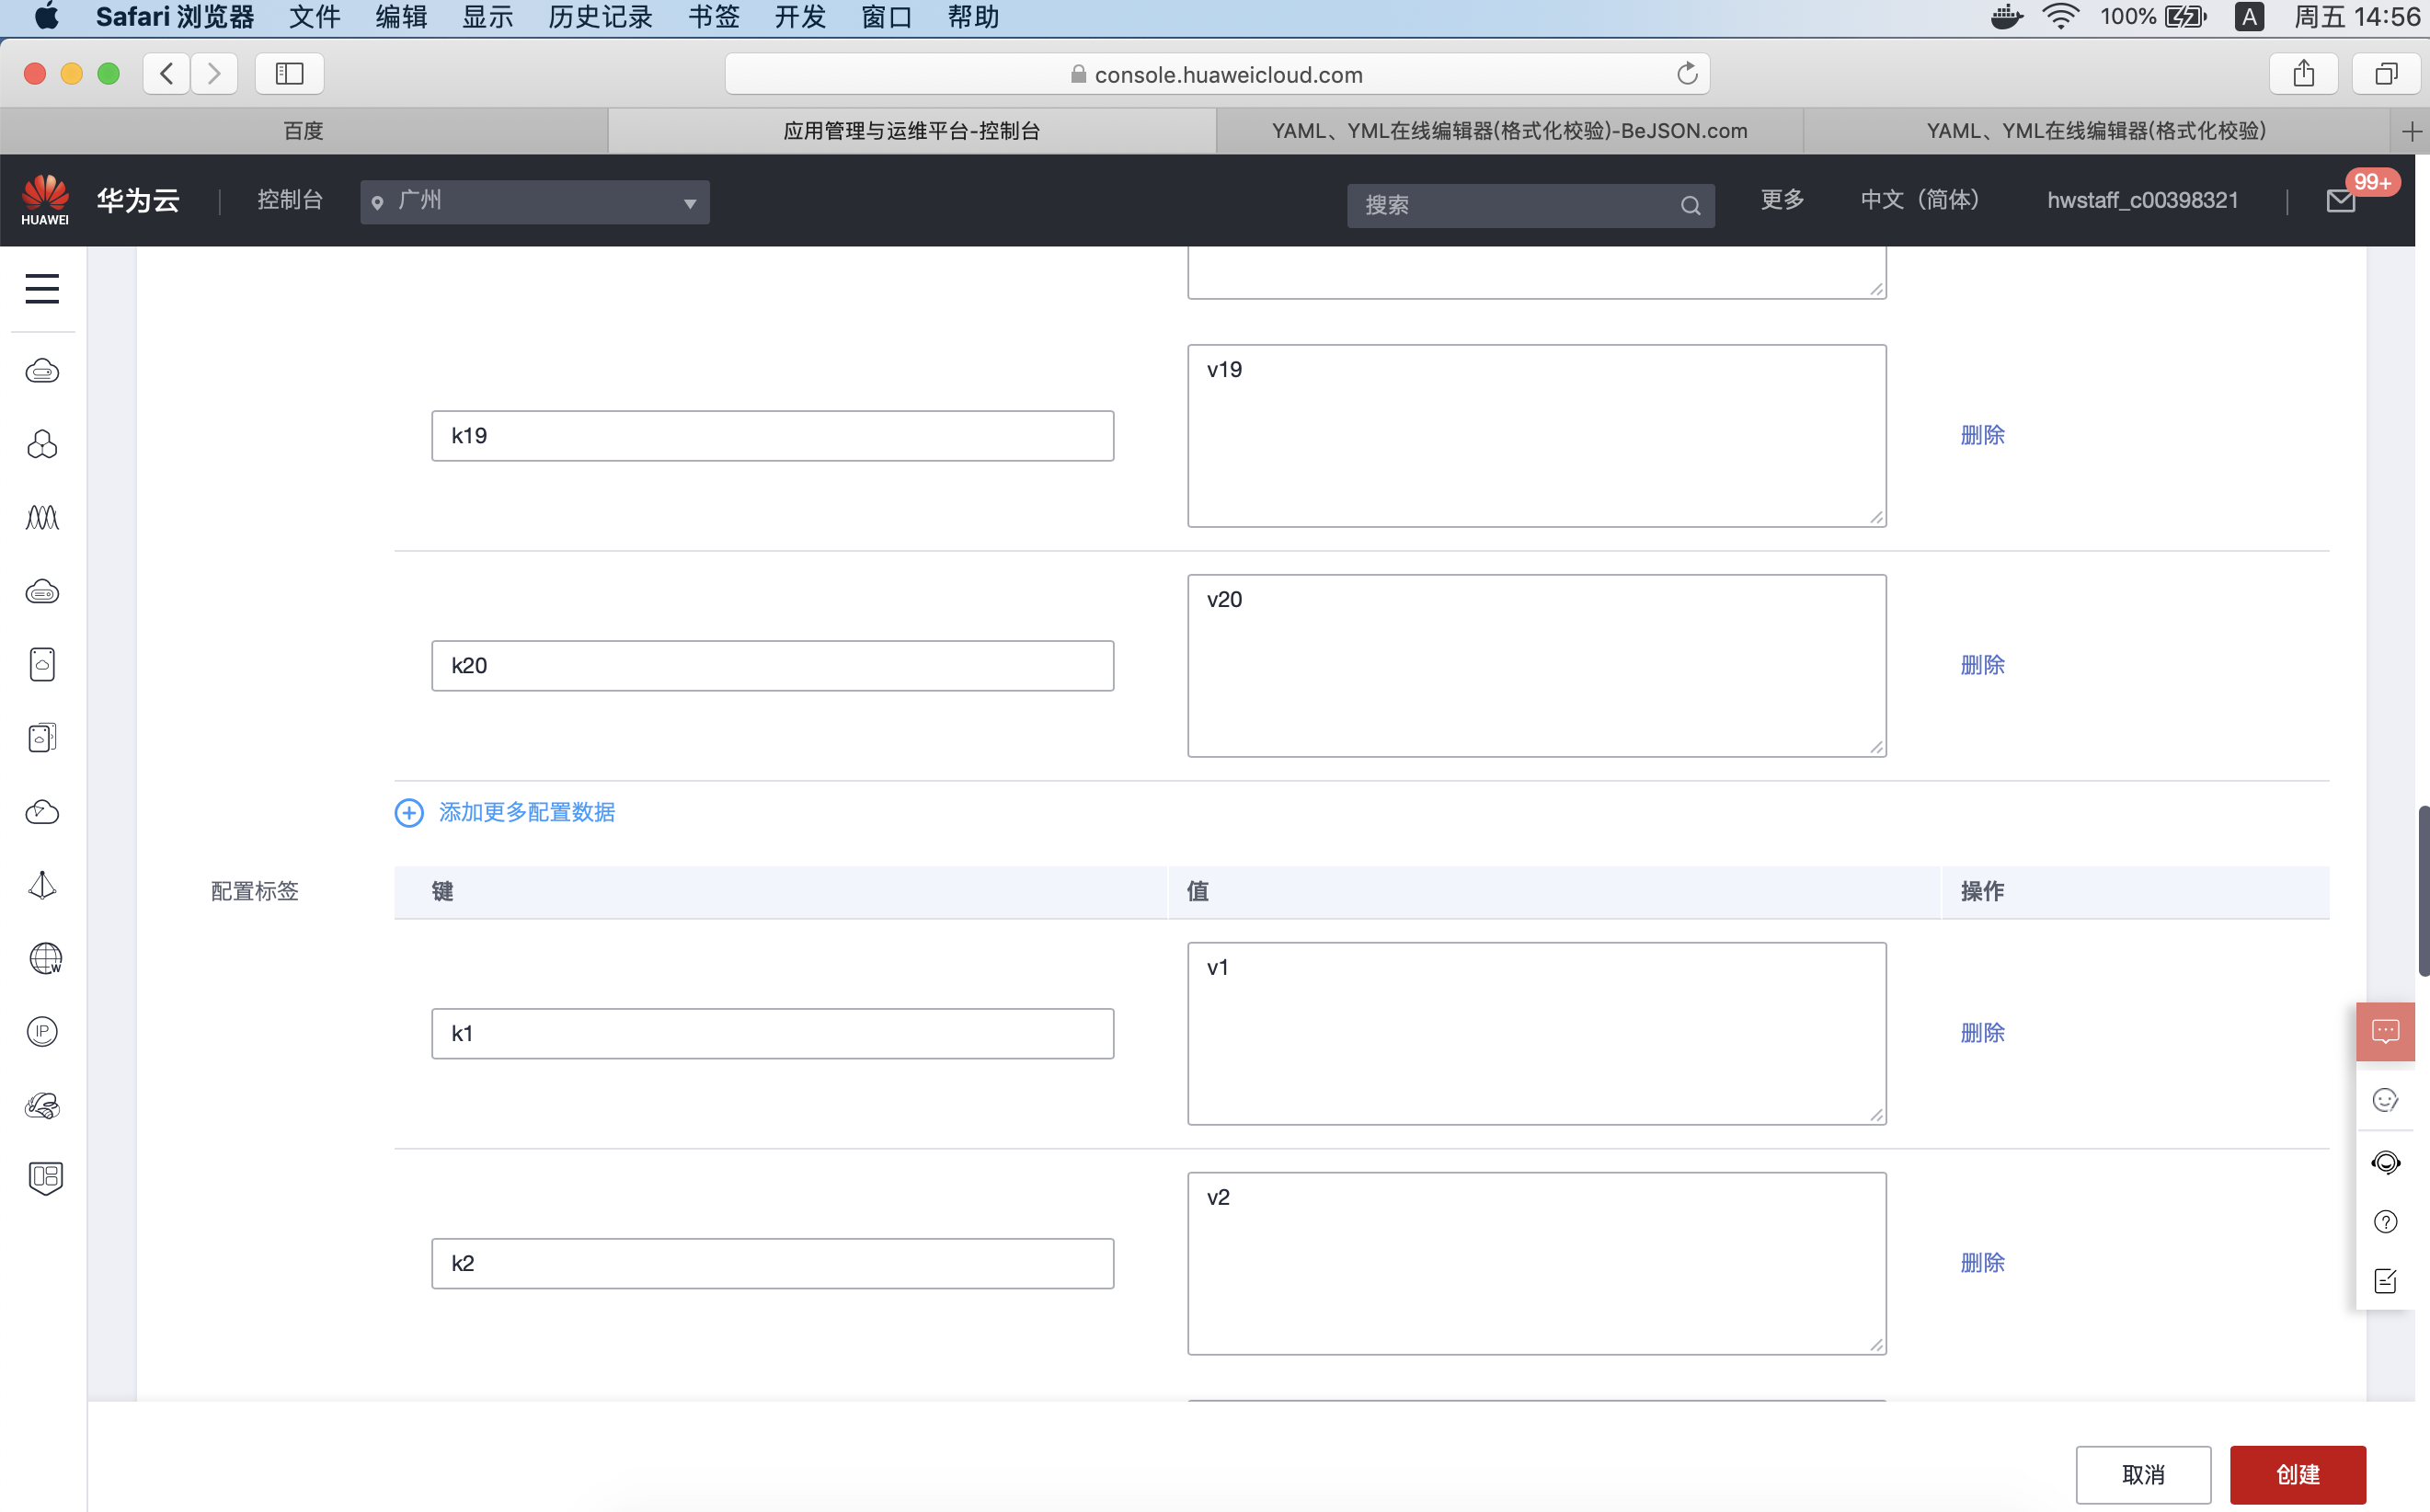 Safari 浏览器 文件 编辑 显示 历史记录 书签 开发 窗口 帮助 100% A 周五 14:56
console.huaweicloud.com
百度 应用管理与运维平台-控制台 YAML、YML在线编辑器(格式化校验)-BeJSON.com YAML、YML在线编辑器(格式化校验)
HUAWEI 华为云 控制台 广州 搜索 更多 中文（简体） hwstaff_c00398321 99+
v19
k19 删除
v20
k20 删除
添加更多配置数据
配置标签 键 值 操作
v1
k1 删除
v2
k2 删除
W
IP
取消 创建